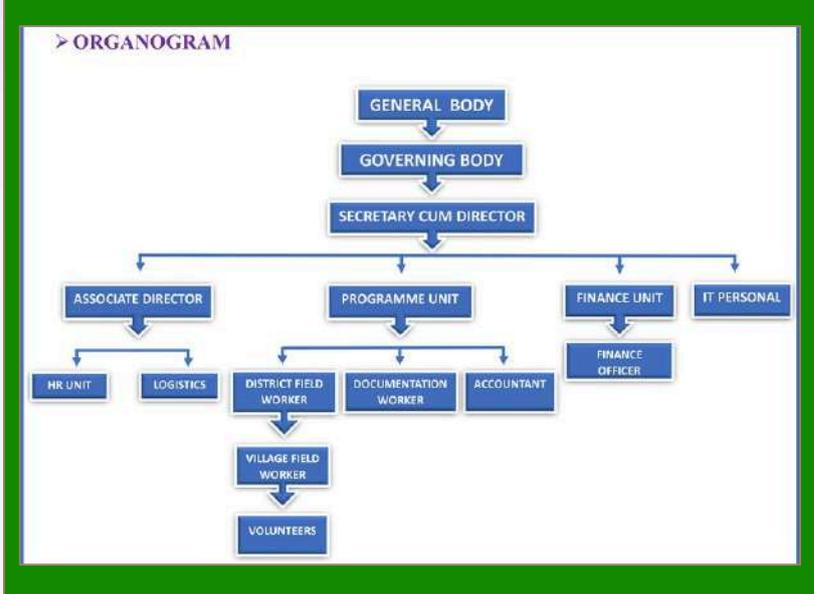 ➢ ORGANOGRAM
GENERAL BODY
GOVERNING BODY
SECRETARY CUM DIRECTOR
ASSOCIATE DIRECTOR
PROGRAMME UNIT
FINANCE UNIT
IT PERSONAL
HR UNIT
LOGISTICS
DISTRICT FIELD
WORKER
DOCUMENTATION
WORKER
ACCOUNTANT
FINANCE
OFFICER
VILLAGE FIELD
WORKER
VOLUNTEERS